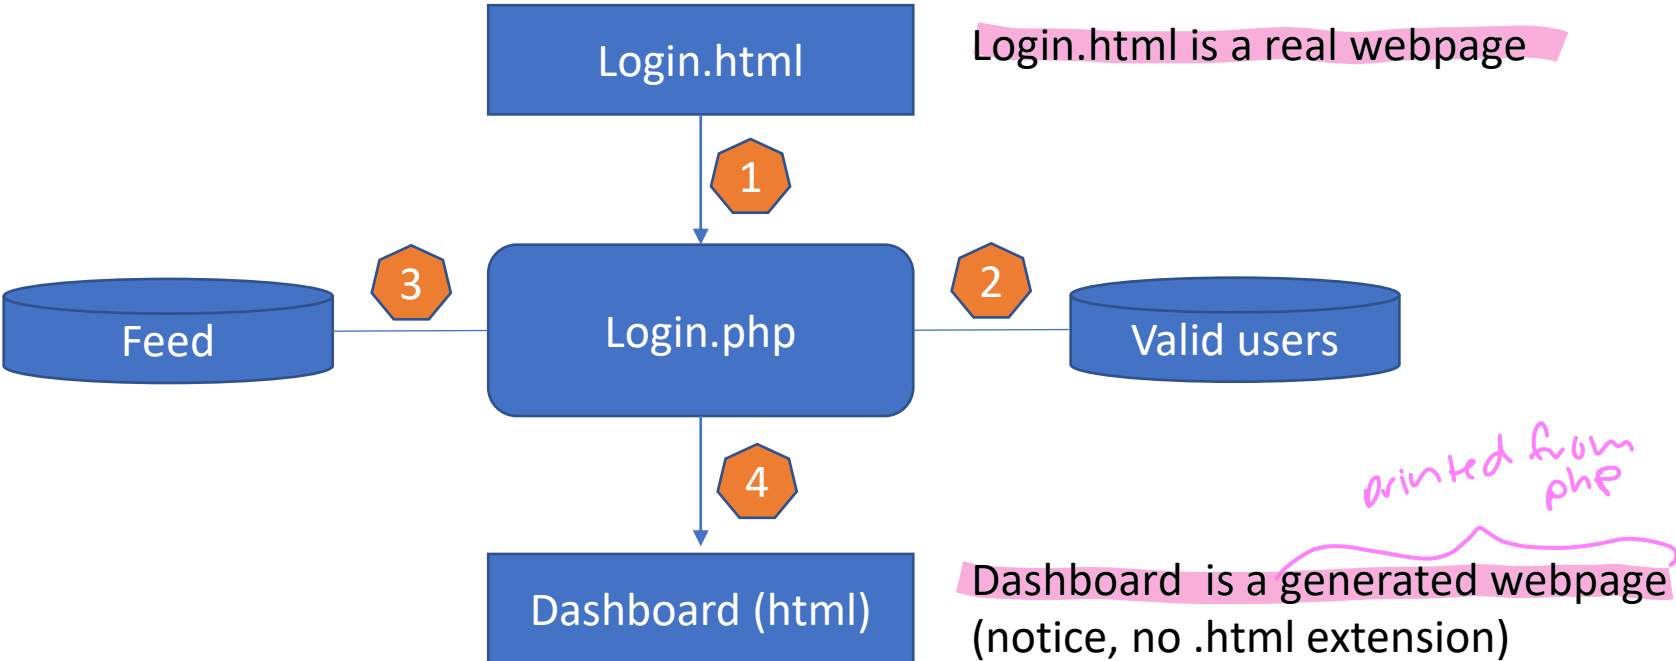 Login.html
Login.html is a real webpage
1
3
2
Feed
Login.php
Valid users
4
printed from
php
Dashboard (html)
Dashboard  is a generated webpage
(notice, no .html extension)